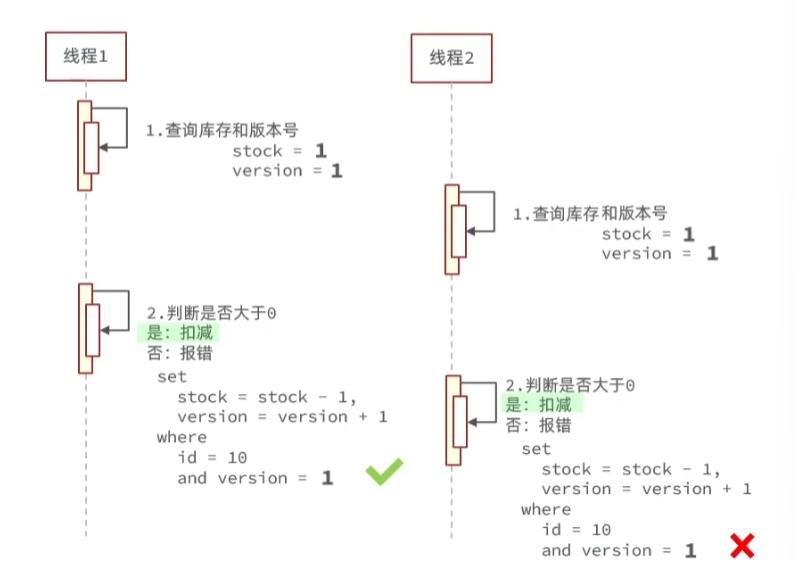 线程1
1.查询库存和版本号
stock = 1
version = 1
2.判断是否大于0
是: 扣减
否: 报错
set
stock = stock - 1,
version = version + 1
where
id = 10
and version = 1
线程2
1.查询库存和版本号
stock = 1
version = 1
2.判断是否大于0
是: 扣减
否: 报错
set
stock = stock - 1,
version = version + 1
where
id = 10
and version = 1